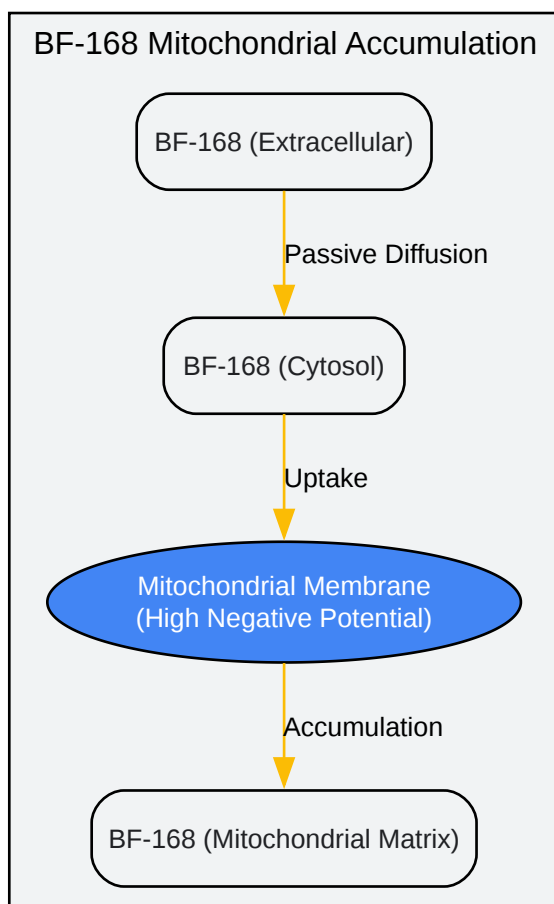 BF-168 Mitochondrial Accumulation
BF-168 (Extracellular)
Passive Diffusion
BF-168 (Cytosol)
Uptake
Mitochondrial Membrane
(High Negative Potential)
Accumulation
BF-168 (Mitochondrial Matrix)